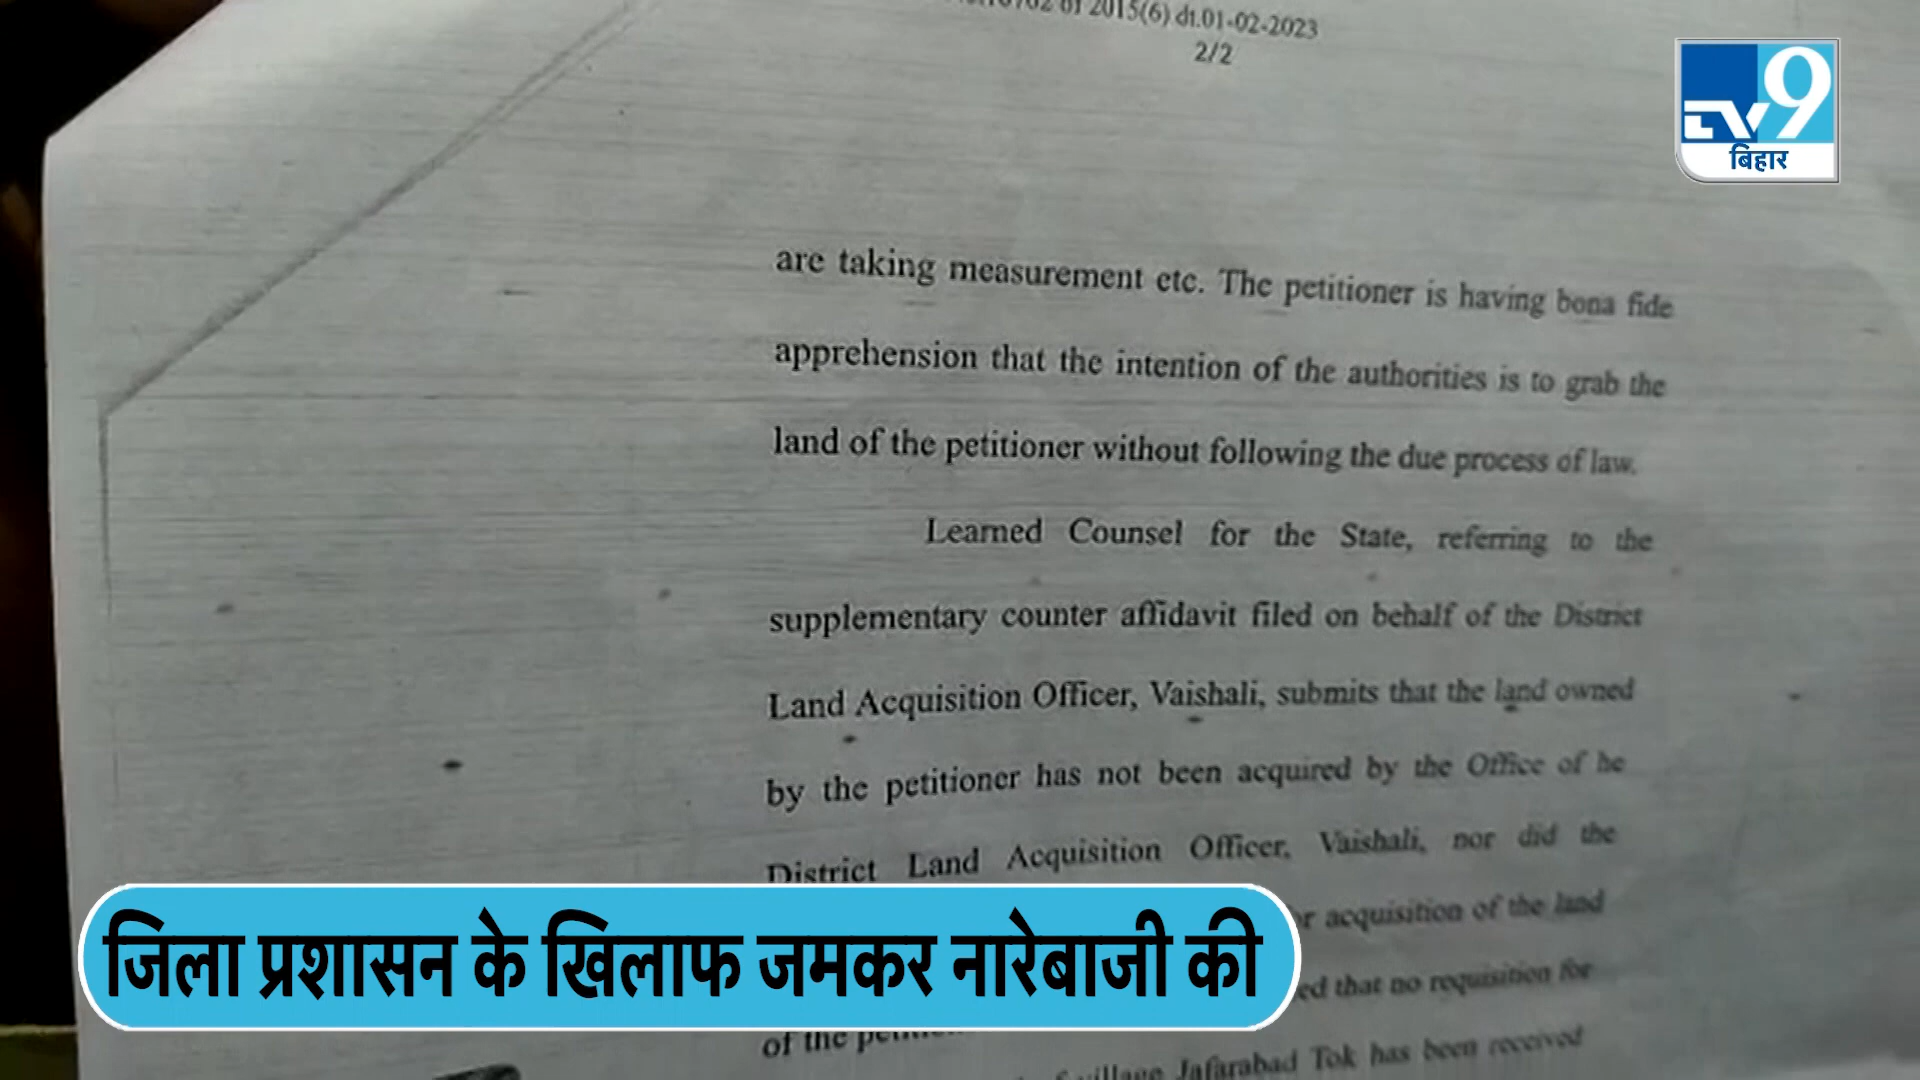 of 2015(6) dt.01-02-2023
2/2
TV9
बिहार
are taking measurement etc. The petitioner is having bona fide
apprehension that the intention of the authorities is to grab the
land of the petitioner without following the due process of law.
Learned Counsel for the State, referring to the
supplementary counter affidavit filed on behalf of the District
Land Acquisition Officer, Vaishali, submits that the land owned
by the petitioner has not been acquired by the Office of he
District Land Acquisition Officer, Vaishali, nor did the
acquisition of the land
that no requisition for
of the
village Jafarabad Tok has been received
जिला प्रशासन के खिलाफ जमकर नारेबाजी की